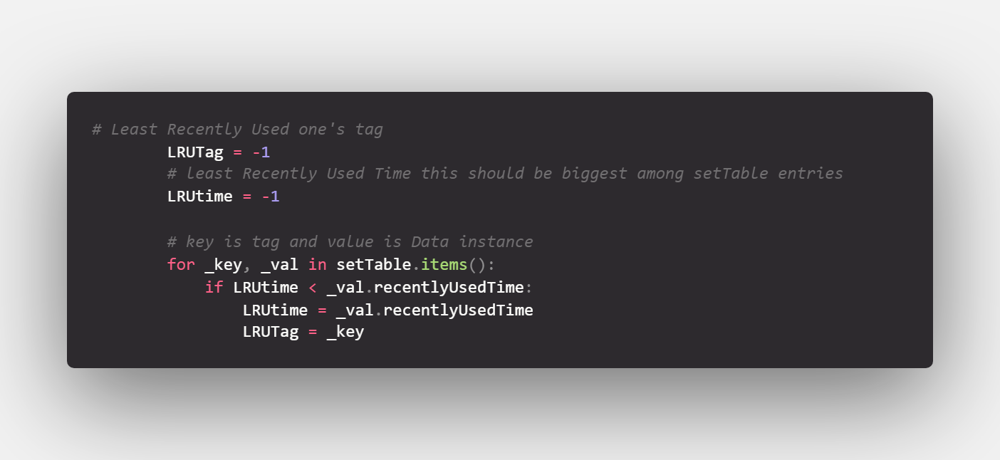 # Least Recently Used one's tag
        LRUTag = -1
        # least Recently Used Time this should be biggest among setTable entries
        LRUtime = -1

        # key is tag and value is Data instance
        for _key, _val in setTable.items():
            if LRUtime < _val.recentlyUsedTime:
                LRUtime = _val.recentlyUsedTime
                LRUTag = _key